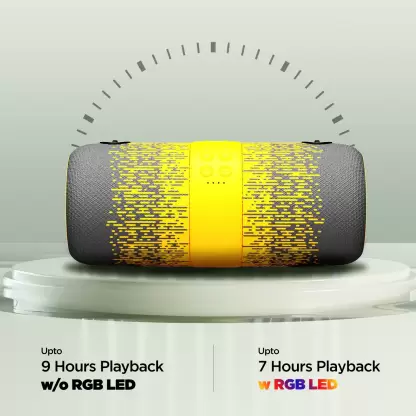 Upto
9 Hours Playback
w/o RGB LED
Upto
7 Hours Playback
w RGB LED